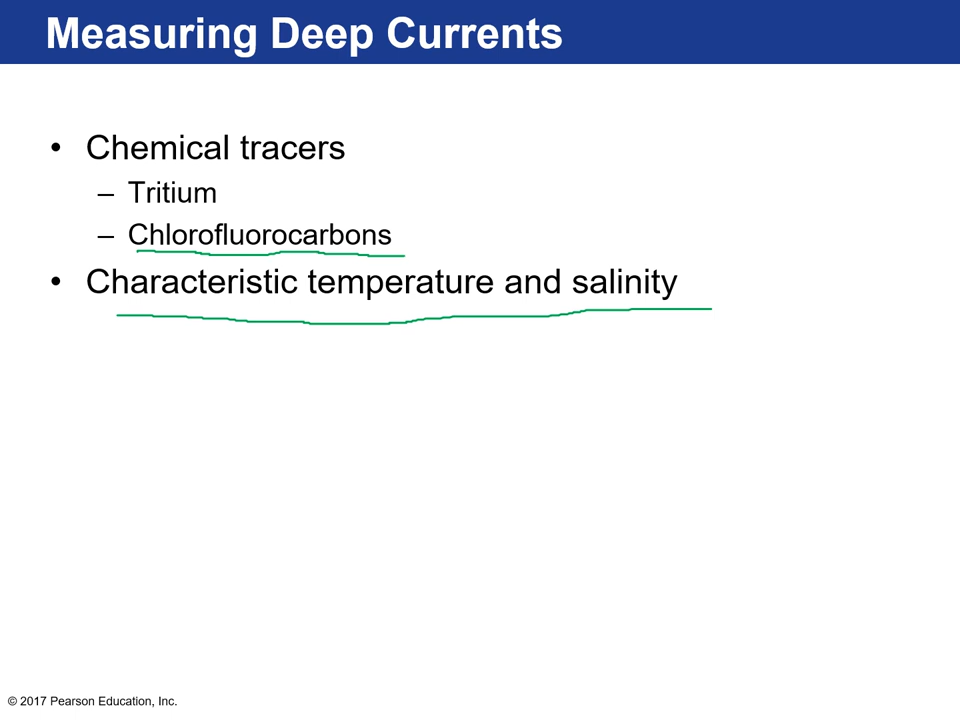 Measuring Deep Currents
• Chemical tracers
– Tritium
– Chlorofluorocarbons
• Characteristic temperature and salinity
© 2017 Pearson Education, Inc.